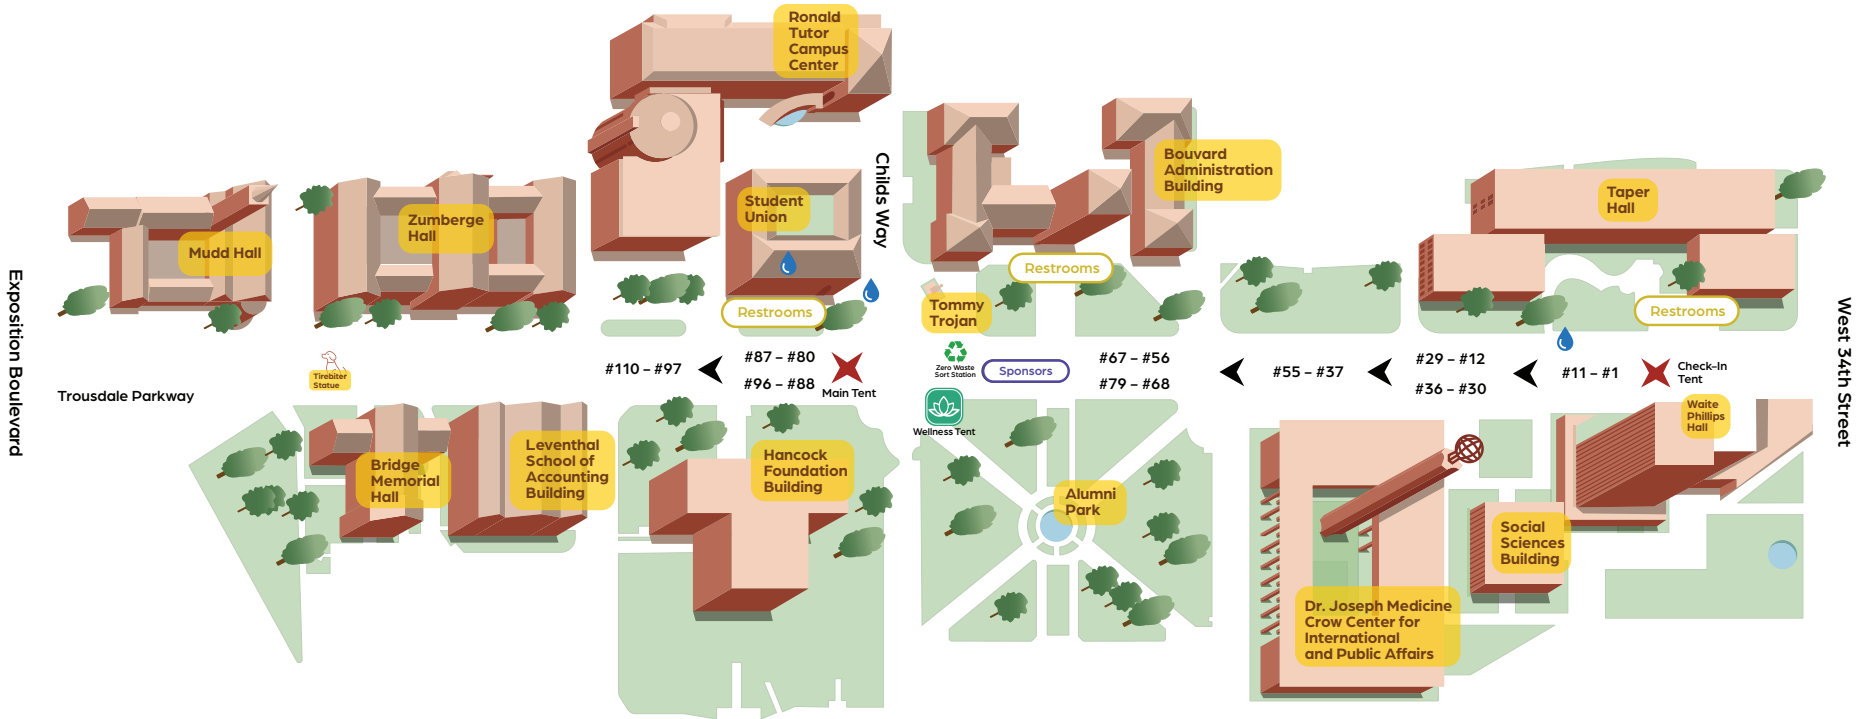 Ronald
Tutor
Campus
Center
Bouvard
Administration
Building
Childs Way
Taper
Hall
Student
Union
Zumberge
Hall
Mudd Hall
Restrooms
Restrooms
Restrooms
Tommy
Trojan
Exposition Boulevard
West 34th Street
Trousdale Parkway
Tirebiter
Statue
#110 – #97
#87 – #80
#96 – #88
Main Tent
Zero Waste
Sort Station
Sponsors
Wellness Tent
#67 – #56
#79 – #68
#55 – #37
#29 – #12
#36 – #30
#11 – #1
Check-In
Tent
Bridge
Memorial
Hall
Leventhal
School of
Accounting
Building
Hancock
Foundation
Building
Alumni
Park
Waite
Phillips
Hall
Social
Sciences
Building
Dr. Joseph Medicine
Crow Center for
International
and Public Affairs